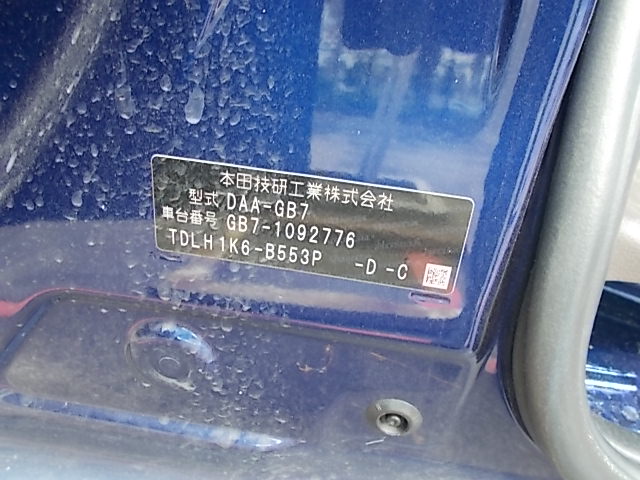 本田技研工業株式会社
型式 DAA-GB7
車台番号 GB7-1092776
TDLH1K6-B553P -D -C